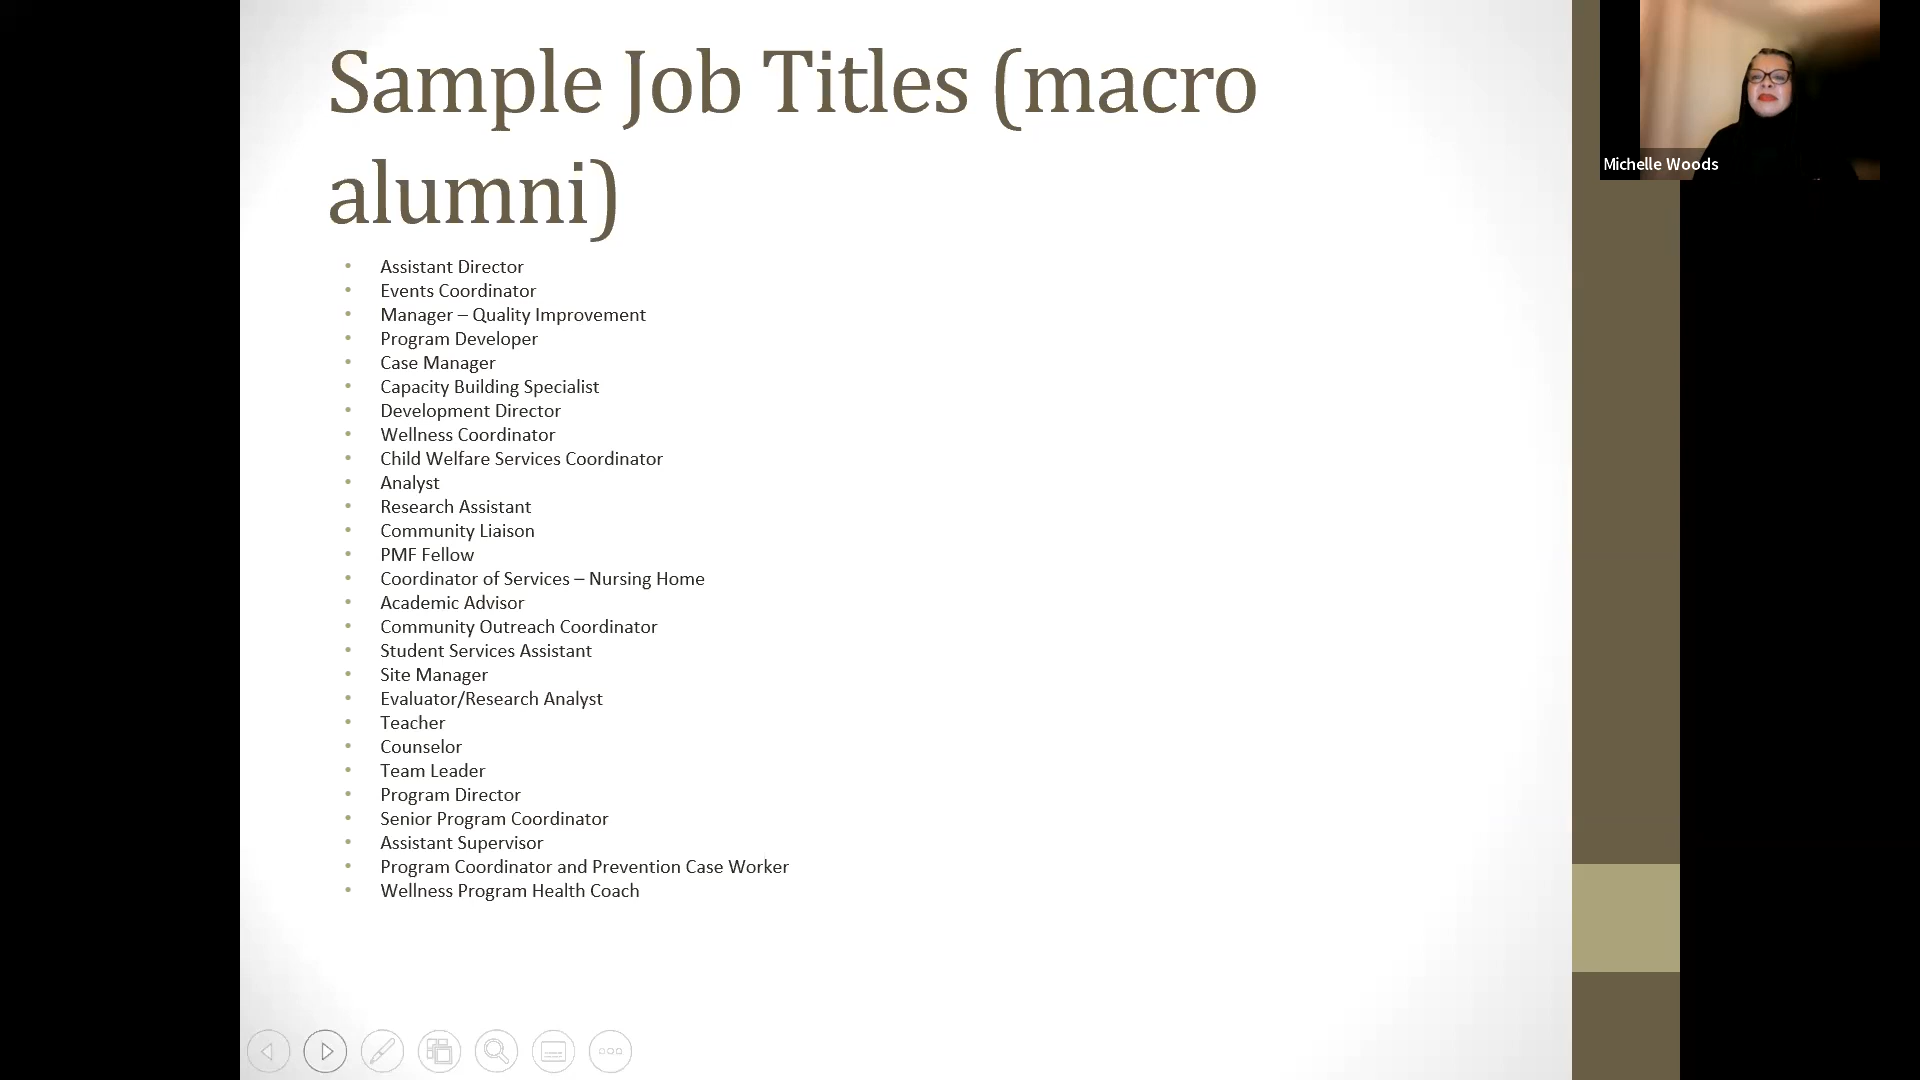 Sample Job Titles (macro
alumni)
• Assistant Director
• Events Coordinator
• Manager – Quality Improvement
• Program Developer
• Case Manager
• Capacity Building Specialist
• Development Director
• Wellness Coordinator
• Child Welfare Services Coordinator
• Analyst
• Research Assistant
• Community Liaison
• PMF Fellow
• Coordinator of Services – Nursing Home
• Academic Advisor
• Community Outreach Coordinator
• Student Services Assistant
• Site Manager
• Evaluator/Research Analyst
• Teacher
• Counselor
• Team Leader
• Program Director
• Senior Program Coordinator
• Assistant Supervisor
• Program Coordinator and Prevention Case Worker
• Wellness Program Health Coach
Michelle Woods